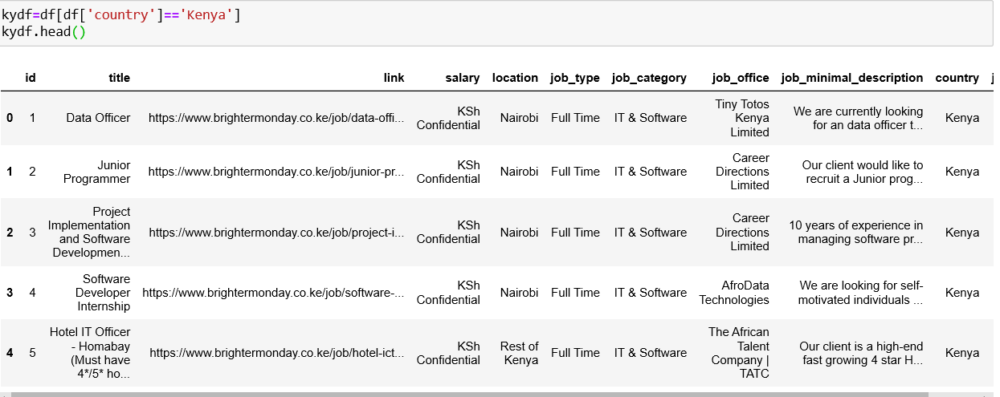 kydf=df[df['country']=='Kenya']
kydf.head()
id title link salary location job_type job_category job_office job_minimal_description country j
0 1 Data Officer https://www.brightermonday.co.ke/job/data-offi... KSh Confidential Nairobi Full Time IT & Software Tiny Totos Kenya Limited We are currently looking for an data officer t... Kenya
1 2 Junior Programmer https://www.brightermonday.co.ke/job/junior-pr... KSh Confidential Nairobi Full Time IT & Software Career Directions Limited Our client would like to recruit a Junior prog... Kenya
2 3 Project Implementation and Software Developmen... https://www.brightermonday.co.ke/job/project-i... KSh Confidential Nairobi Full Time IT & Software Career Directions Limited 10 years of experience in managing software pr... Kenya
3 4 Software Developer Internship https://www.brightermonday.co.ke/job/software-... KSh Confidential Nairobi Full Time IT & Software AfroData Technologies We are looking for self-motivated individuals ... Kenya
4 5 Hotel IT Officer - Homabay (Must have 4*/5* ho... https://www.brightermonday.co.ke/job/hotel-ict... KSh Confidential Rest of Kenya Full Time IT & Software The African Talent Company | TATC Our client is a high-end fast growing 4 star H... Kenya